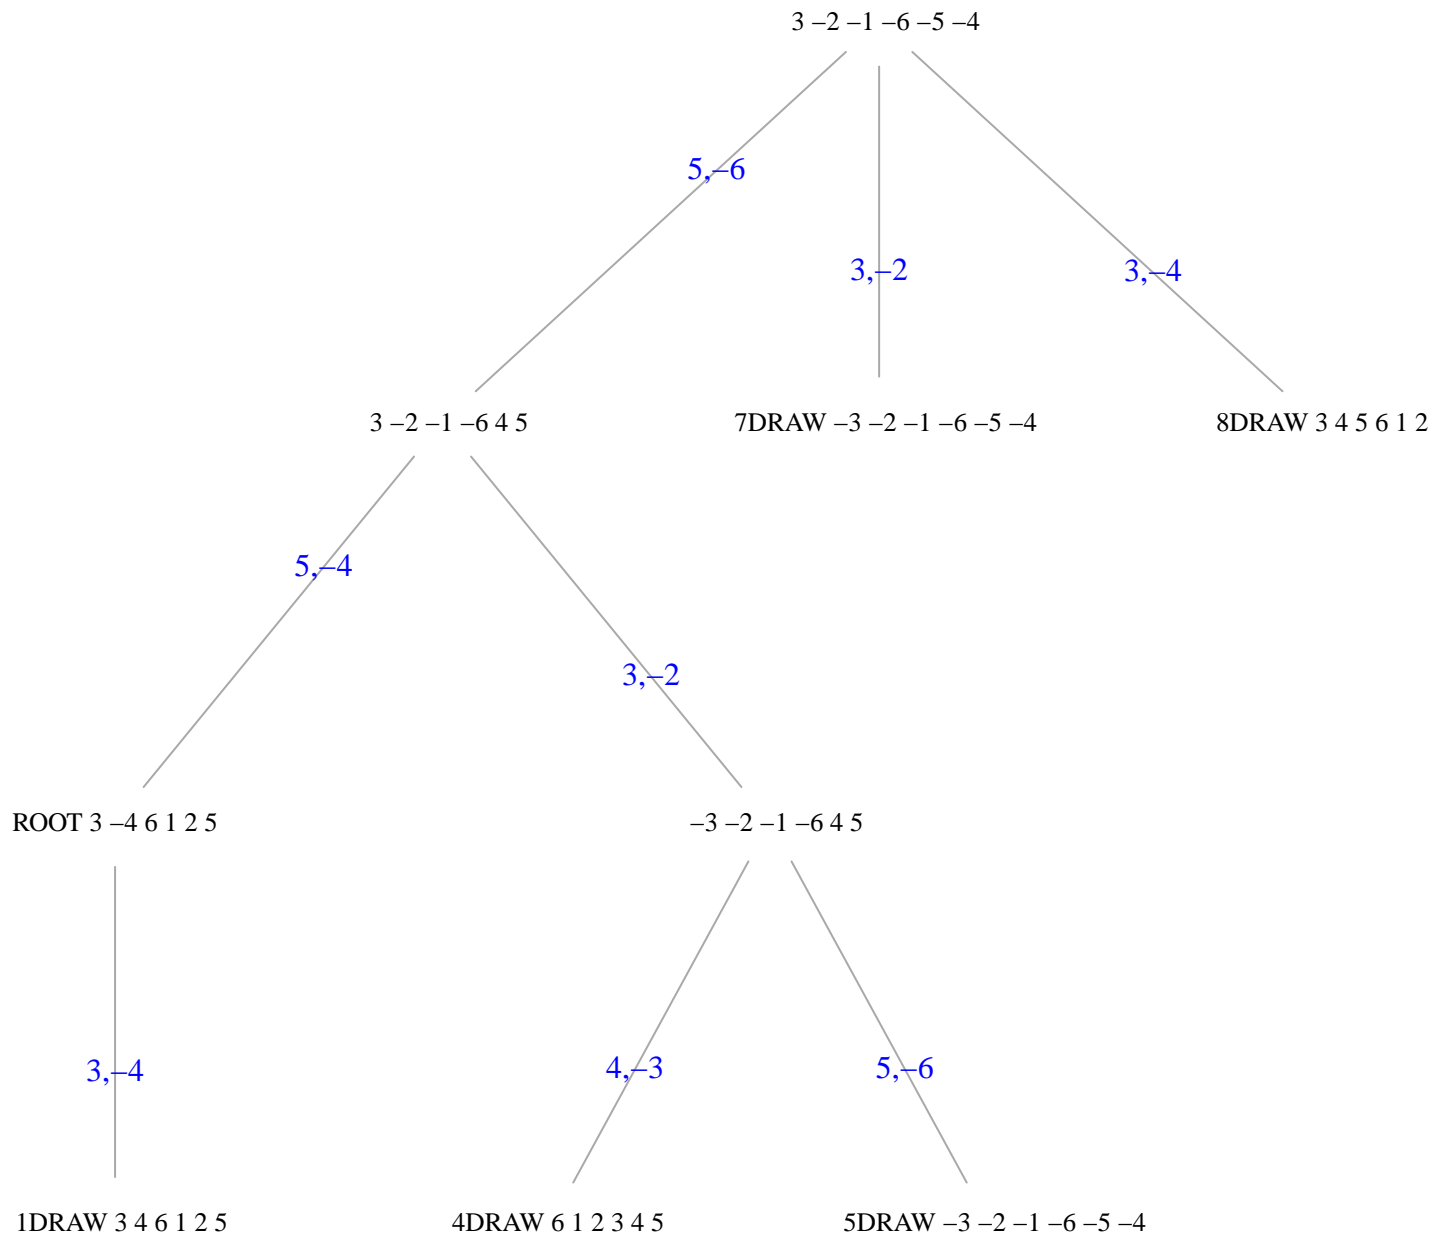 3 –2 –1 –6 –5 –4
5,–6
3,–2
3,–4
3 –2 –1 –6 4 5
7DRAW –3 –2 –1 –6 –5 –4
8DRAW 3 4 5 6 1 2
5,–4
3,–2
ROOT 3 –4 6 1 2 5
–3 –2 –1 –6 4 5
3,–4
4,–3
5,–6
1DRAW 3 4 6 1 2 5
4DRAW 6 1 2 3 4 5
5DRAW –3 –2 –1 –6 –5 –4